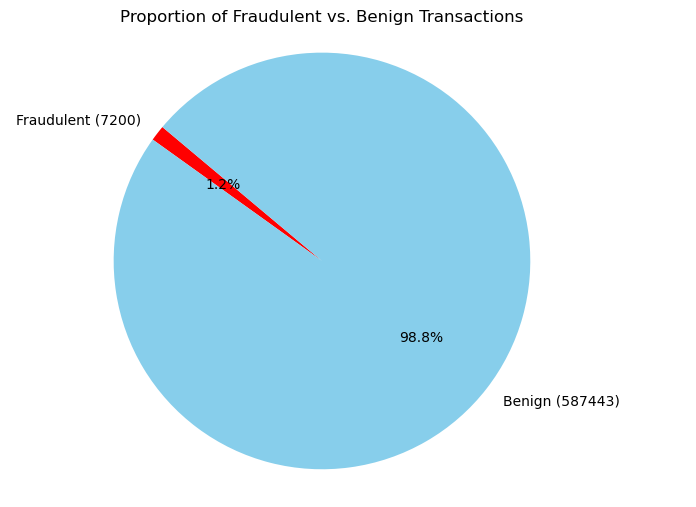 Proportion of Fraudulent vs. Benign Transactions
Fraudulent (7200)
1.2%
98.8%
Benign (587443)